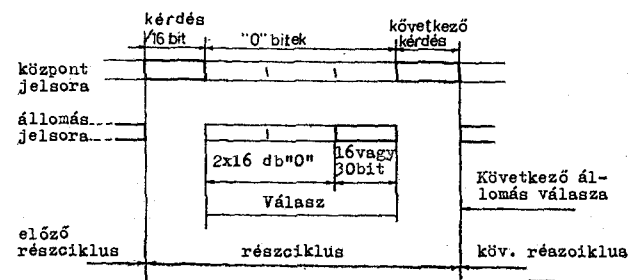 kérdés
16 bit
"0" bitek
következő
kérdés
központ
jelsora
állomás
jelsora
2x16 db"0"
16vagy
30bit
Válasz
Következő ál-
lomás válasza
előző
részciklus
részciklus
köv. réazoiklua